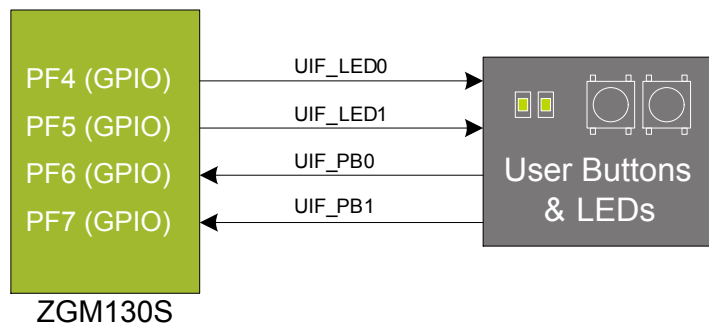 PF4 (GPIO)
PF5 (GPIO)
PF6 (GPIO)
PF7 (GPIO)
ZGM130S
UIF_LED0
UIF_LED1
UIF_PB0
UIF_PB1
User Buttons
& LEDs